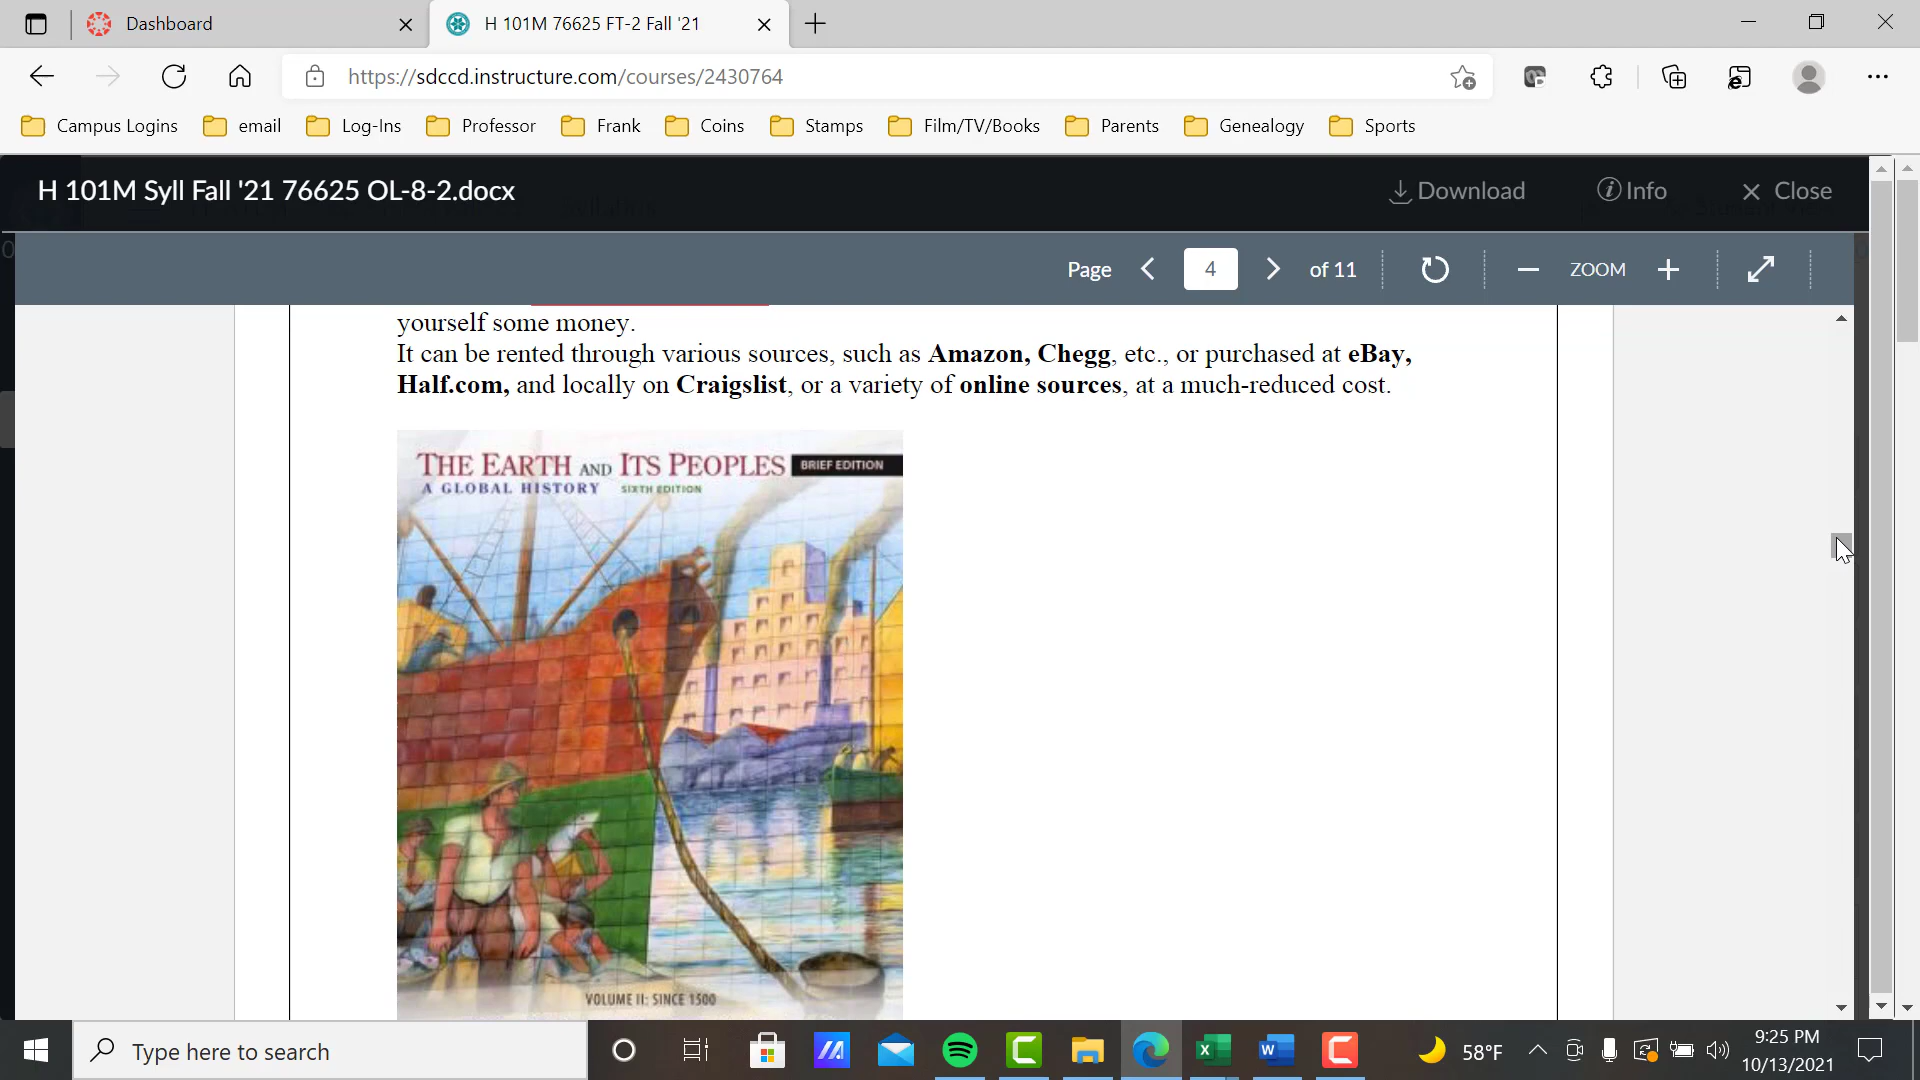 Dashboard
H 101M 76625 FT-2 Fall '21
https://sdccd.instructure.com/courses/2430764
Campus Logins
email
Log-Ins
Professor
Frank
Coins
Stamps
Film/TV/Books
Parents
Genealogy
Sports
H 101M Syll Fall '21 76625 OL-8-2.docx
Download
Info
Close
Page
4
of 11
ZOOM
yourself some money.
It can be rented through various sources, such as Amazon, Chegg, etc., or purchased at eBay,
Half.com, and locally on Craigslist, or a variety of online sources, at a much-reduced cost.
THE EARTH AND ITS PEOPLES BRIEF EDITION
A GLOBAL HISTORY SIXTH EDITION
VOLUME II: SINCE 1500
Type here to search
58°F
9:25 PM
10/13/2021